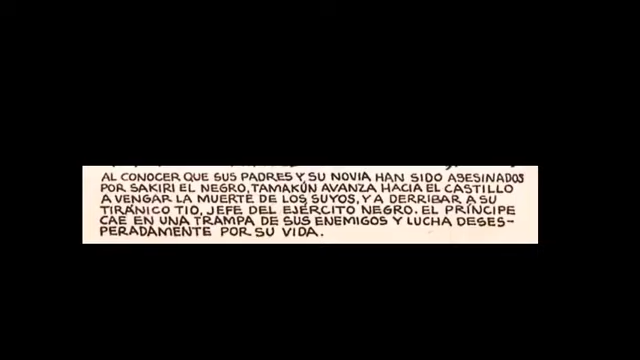 AL CONOCER QUE SUS PADRES Y SU NOVIA HAN SIDO ASESINADOS
POR SAKIRI EL NEGRO, TAMAKÚN AVANZA HACIA EL CASTILLO
A VENGAR LA MUERTE DE LOS SUYOS, Y A DERRIBAR A SU
TIRÁNICO TIO, JEFE DEL EJÉRCITO NEGRO. EL PRÍNCIPE
CAE EN UNA TRAMPA DE SUS ENEMIGOS Y LUCHA DESES-
PERADAMENTE POR SU VIDA.